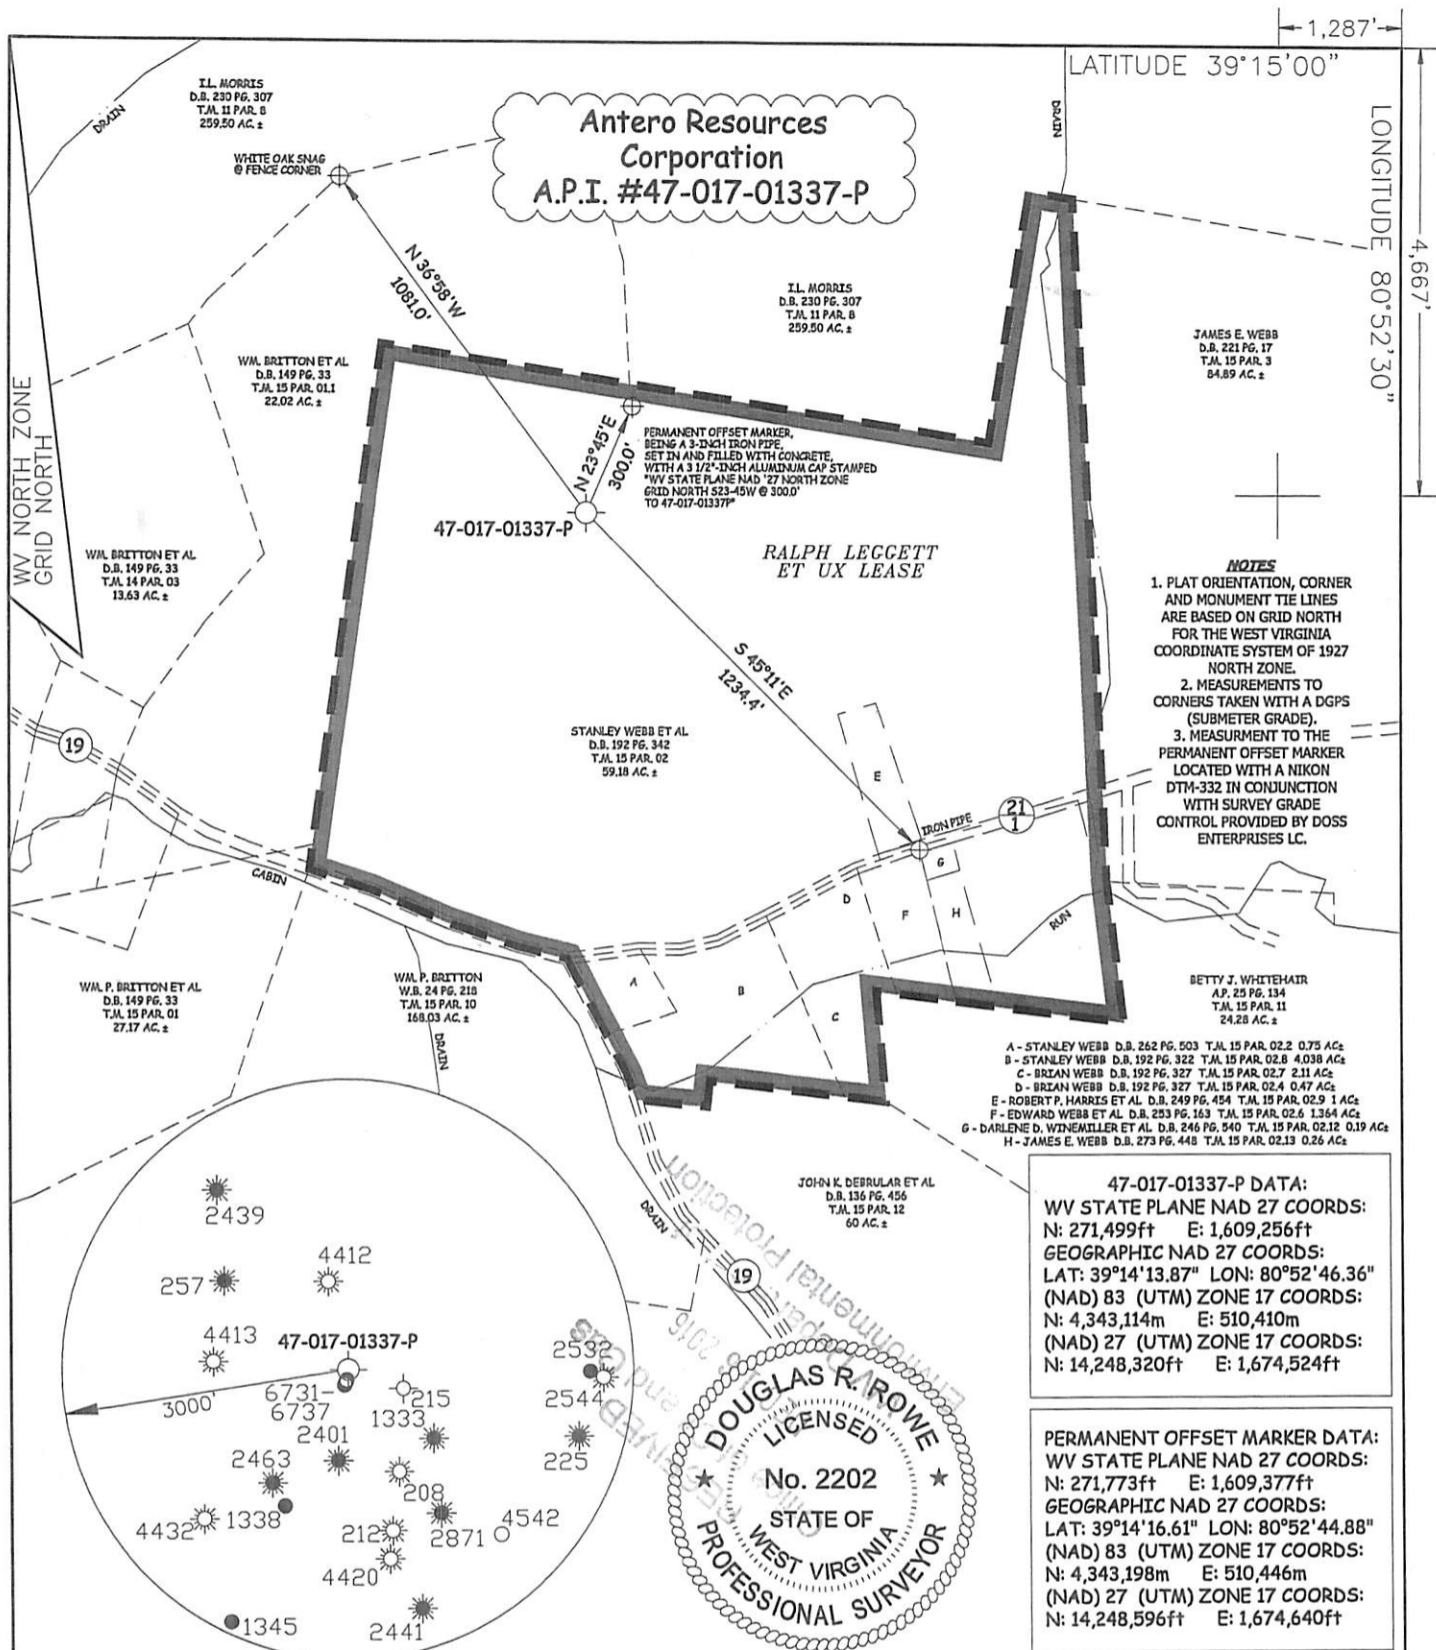 1,287'
LATITUDE 39°15'00"
LONGITUDE 80°52'30"
4,667'
DRAIN
I.L. MORRIS
D.B. 230 PG. 307
T.M. 11 PAR. 8
259.50 AC. ±
WHITE OAK SNAG
@ FENCE CORNER
Antero Resources
Corporation
A.P.I. #47-017-01337-P
DRAIN
N 36°58'W
1081.0'
I.L. MORRIS
D.B. 230 PG. 307
T.M. 11 PAR. 8
259.50 AC. ±
JAMES E. WEBB
D.B. 221 PG. 17
T.M. 15 PAR. 3
84.89 AC. ±
WV NORTH ZONE
GRID NORTH
WM. BRITTON ET AL
D.B. 149 PG. 33
T.M. 15 PAR. 01.1
22.02 AC. ±
N 23°45'E
300.0'
PERMANENT OFFSET MARKER,
BEING A 3-INCH IRON PIPE,
SET IN AND FILLED WITH CONCRETE,
WITH A 3 1/2"-INCH ALUMINUM CAP STAMPED
"WV STATE PLANE NAD '27 NORTH ZONE
GRID NORTH S23-45W @ 300.0'
TO 47-017-01337P"
47-017-01337-P
RALPH LEGGETT
ET UX LEASE
WM. BRITTON ET AL
D.B. 149 PG. 33
T.M. 14 PAR. 03
13.63 AC. ±
NOTES
1. PLAT ORIENTATION, CORNER
AND MONUMENT TIE LINES
ARE BASED ON GRID NORTH
FOR THE WEST VIRGINIA
COORDINATE SYSTEM OF 1927
NORTH ZONE.
2. MEASUREMENTS TO
CORNERS TAKEN WITH A DGPS
(SUBMETER GRADE).
3. MEASURMENT TO THE
PERMANENT OFFSET MARKER
LOCATED WITH A NIKON
DTM-332 IN CONJUNCTION
WITH SURVEY GRADE
CONTROL PROVIDED BY DOSS
ENTERPRISES LC.
S 45°11'E
1234.4'
STANLEY WEBB ET AL
D.B. 192 PG. 342
T.M. 15 PAR. 02
59.18 AC. ±
19
E
IRON PIPE
21
1
G
CABIN
D
F
H
RUN
A
B
C
WM. P. BRITTON ET AL
D.B. 149 PG. 33
T.M. 15 PAR. 01
27.17 AC. ±
WM. P. BRITTON
W.B. 24 PG. 218
T.M. 15 PAR. 10
168.03 AC. ±
DRAIN
BETTY J. WHITEHAIR
A.P. 25 PG. 134
T.M. 15 PAR. 11
24.28 AC. ±
A - STANLEY WEBB D.B. 262 PG. 503 T.M. 15 PAR. 02.2 0.75 AC±
B - STANLEY WEBB D.B. 192 PG. 322 T.M. 15 PAR. 02.8 4.038 AC±
C - BRIAN WEBB D.B. 192 PG. 327 T.M. 15 PAR. 02.7 2.11 AC±
D - BRIAN WEBB D.B. 192 PG. 327 T.M. 15 PAR. 02.4 0.47 AC±
E - ROBERT P. HARRIS ET AL D.B. 249 PG. 454 T.M. 15 PAR. 02.9 1 AC±
F - EDWARD WEBB ET AL D.B. 253 PG. 163 T.M. 15 PAR. 02.6 1.364 AC±
G - DARLENE D. WINEMILLER ET AL D.B. 246 PG. 540 T.M. 15 PAR. 02.12 0.19 AC±
H - JAMES E. WEBB D.B. 273 PG. 448 T.M. 15 PAR. 02.13 0.26 AC±
JOHN K. DEBRULAR ET AL
D.B. 136 PG. 456
T.M. 15 PAR. 12
60 AC. ±
DRAIN
19
2439
4412
257
4413
47-017-01337-P
3000'
6731-
6737
215
2532
2544
1333
2401
225
2463
208
4432
1338
212
2871
4542
4420
1345
2441
RECEIVED
Office of Oil and Gas
2016
WV Department of
Environmental Protection
DOUGLAS R. ROWE
LICENSED
No. 2202
STATE OF
WEST VIRGINIA
PROFESSIONAL SURVEYOR
47-017-01337-P DATA:
WV STATE PLANE NAD 27 COORDS:
N: 271,499ft E: 1,609,256ft
GEOGRAPHIC NAD 27 COORDS:
LAT: 39°14'13.87" LON: 80°52'46.36"
(NAD) 83 (UTM) ZONE 17 COORDS:
N: 4,343,114m E: 510,410m
(NAD) 27 (UTM) ZONE 17 COORDS:
N: 14,248,320ft E: 1,674,524ft
PERMANENT OFFSET MARKER DATA:
WV STATE PLANE NAD 27 COORDS:
N: 271,773ft E: 1,609,377ft
GEOGRAPHIC NAD 27 COORDS:
LAT: 39°14'16.61" LON: 80°52'44.88"
(NAD) 83 (UTM) ZONE 17 COORDS:
N: 4,343,198m E: 510,446m
(NAD) 27 (UTM) ZONE 17 COORDS:
N: 14,248,596ft E: 1,674,640ft